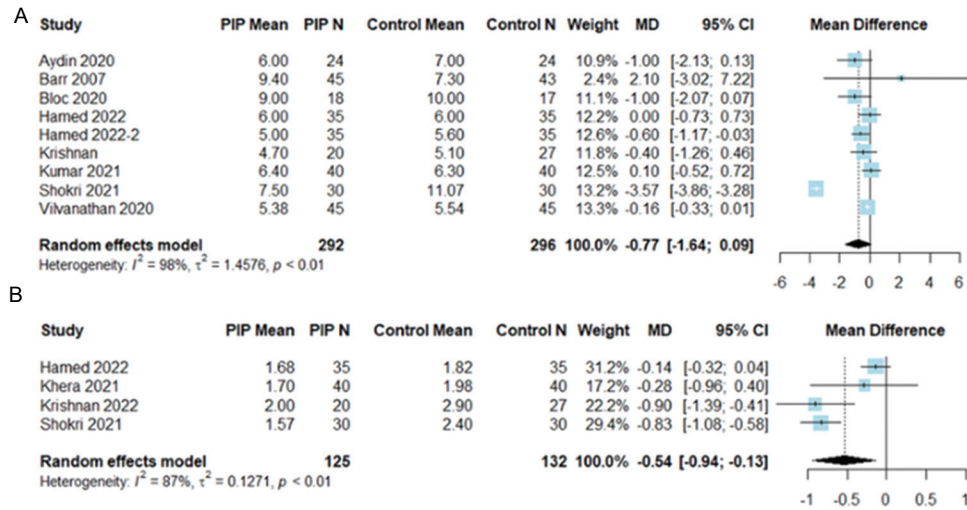 A
Study PIP Mean PIP N Control Mean Control N Weight MD 95% CI Mean Difference
Aydin 2020 6.00 24 7.00 24 10.9% -1.00 [-2.13; 0.13]
Barr 2007 9.40 45 7.30 43 2.4% 2.10 [-3.02; 7.22]
Bloc 2020 9.00 18 10.00 17 11.1% -1.00 [-2.07; 0.07]
Hamed 2022 6.00 35 6.00 35 12.2% 0.00 [-0.73; 0.73]
Hamed 2022-2 5.00 35 5.60 35 12.6% -0.60 [-1.17; -0.03]
Krishnan 4.70 20 5.10 27 11.8% -0.40 [-1.26; 0.46]
Kumar 2021 6.40 40 6.30 40 12.5% 0.10 [-0.52; 0.72]
Shokri 2021 7.50 30 11.07 30 13.2% -3.57 [-3.86; -3.28]
Vilvanathan 2020 5.38 45 5.54 45 13.3% -0.16 [-0.33; 0.01]
Random effects model 292 296 100.0% -0.77 [-1.64; 0.09]
Heterogeneity: I² = 98%, τ² = 1.4576, p < 0.01
-6 -4 -2 0 2 4 6
B
Study PIP Mean PIP N Control Mean Control N Weight MD 95% CI Mean Difference
Hamed 2022 1.68 35 1.82 35 31.2% -0.14 [-0.32; 0.04]
Khera 2021 1.70 40 1.98 40 17.2% -0.28 [-0.96; 0.40]
Krishnan 2022 2.00 20 2.90 27 22.2% -0.90 [-1.39; -0.41]
Shokri 2021 1.57 30 2.40 30 29.4% -0.83 [-1.08; -0.58]
Random effects model 125 132 100.0% -0.54 [-0.94; -0.13]
Heterogeneity: I² = 87%, τ² = 0.1271, p < 0.01
-1 -0.5 0 0.5 1